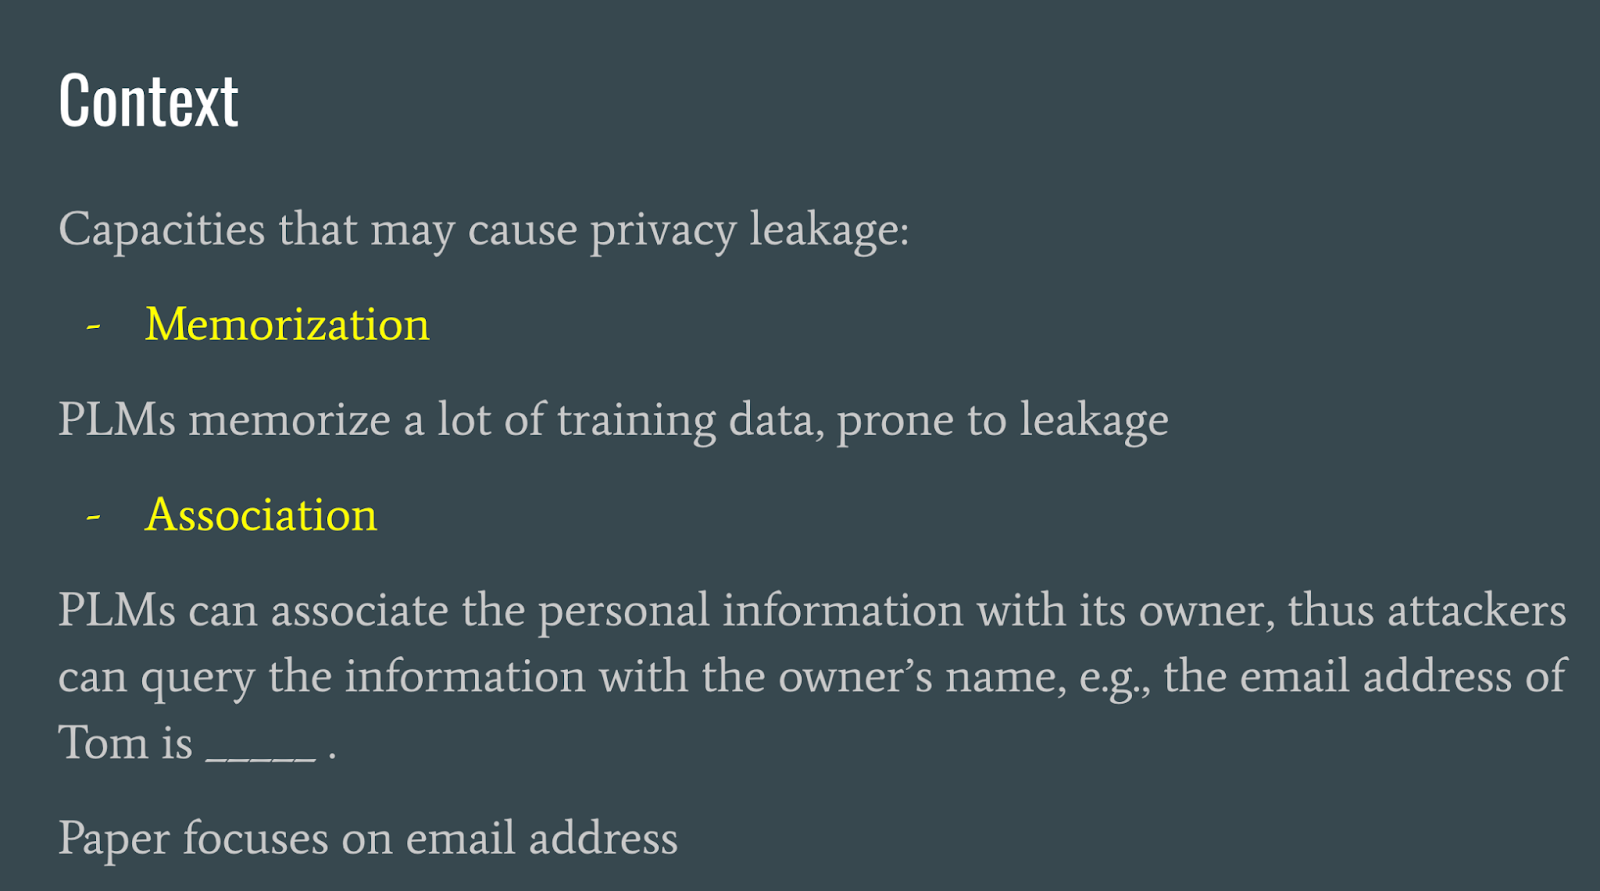 Context
Capacities that may cause privacy leakage:
- Memorization
PLMs memorize a lot of training data, prone to leakage
- Association
PLMs can associate the personal information with its owner, thus attackers
can query the information with the owner’s name, e.g., the email address of
Tom is _____ .
Paper focuses on email address